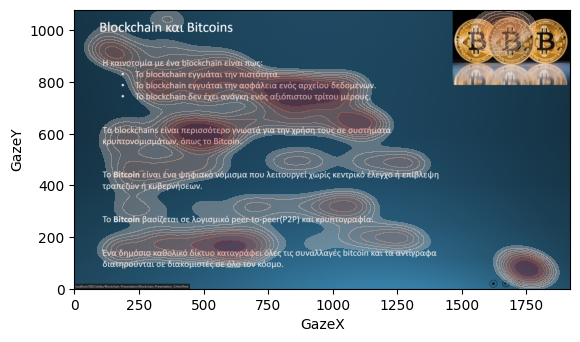 Blockchain και Bitcoins
Η καινοτομία με ένα blockchain είναι πως:
• Το blockchain εγγυάται την πιστότητα.
• Το blockchain εγγυάται την ασφάλεια ενός αρχείου δεδομένων.
• Το blockchain δεν έχει ανάγκη ενός αξιόπιστου τρίτου μέρους.
Τα blockchains είναι περισσότερο γνωστά για την χρήση τους σε συστήματα
κρυπτονομισμάτων, όπως το Bitcoin.
Το Bitcoin είναι ένα ψηφιακό νόμισμα που λειτουργεί χωρίς κεντρικό έλεγχο ή επίβλεψη
τραπεζών ή κυβερνήσεων.
Το Bitcoin βασίζεται σε λογισμικό peer-to-peer(P2P) και κρυπτογραφία.
Ένα δημόσιο καθολικό δίκτυο καταγράφει όλες τις συναλλαγές bitcoin και τα αντίγραφα
διατηρούνται σε διακομιστές σε όλο τον κόσμο.
GazeY
1000
800
600
400
200
0
0 250 500 750 1000 1250 1500 1750
GazeX